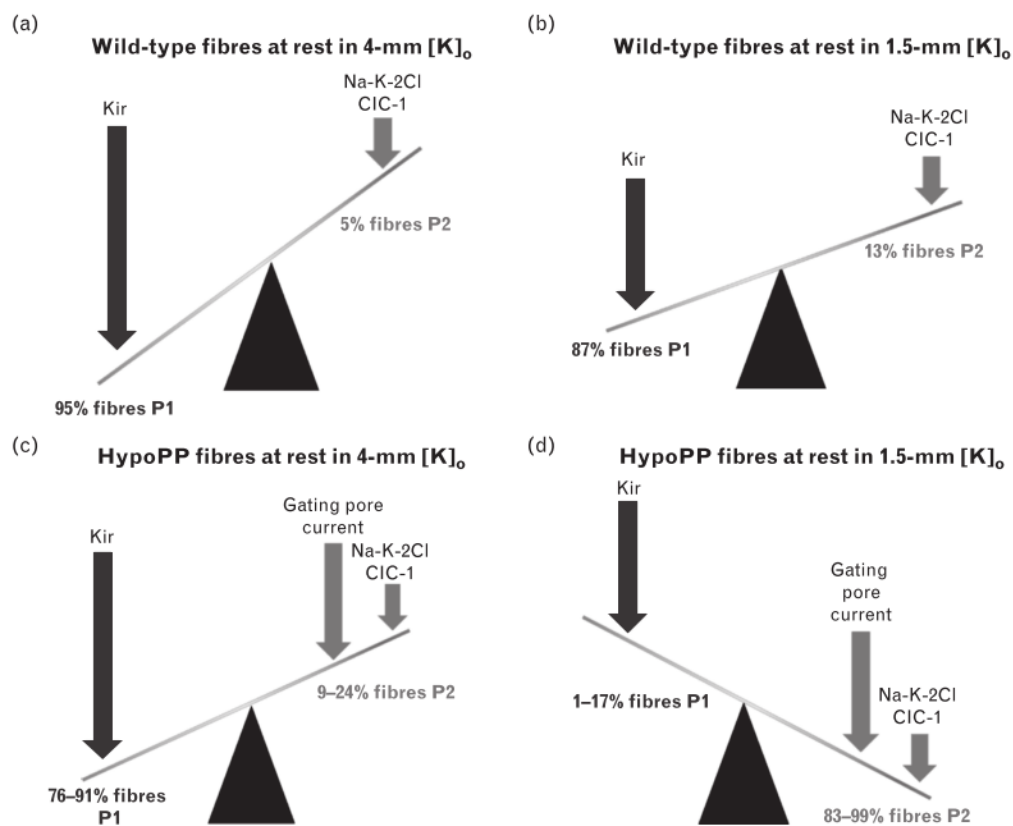 (a)
Wild-type fibres at rest in 4-mm [K]o
Kir
Na-K-2Cl
CIC-1
5% fibres P2
95% fibres P1
(b)
Wild-type fibres at rest in 1.5-mm [K]o
Kir
Na-K-2Cl
CIC-1
13% fibres P2
87% fibres P1
(c)
HypoPP fibres at rest in 4-mm [K]o
Kir
Gating pore
current
Na-K-2Cl
CIC-1
9–24% fibres P2
76–91% fibres
P1
(d)
HypoPP fibres at rest in 1.5-mm [K]o
Kir
Gating
pore
current
Na-K-2Cl
CIC-1
1–17% fibres P1
83–99% fibres P2